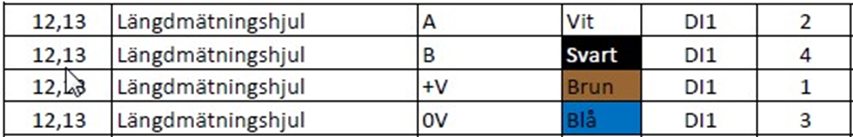 12,13 Längdmätningshjul A Vit DI1 2
12,13 Längdmätningshjul B Svart DI1 4
12,13 Längdmätningshjul +V Brun DI1 1
12,13 Längdmätningshjul 0V Blå DI1 3